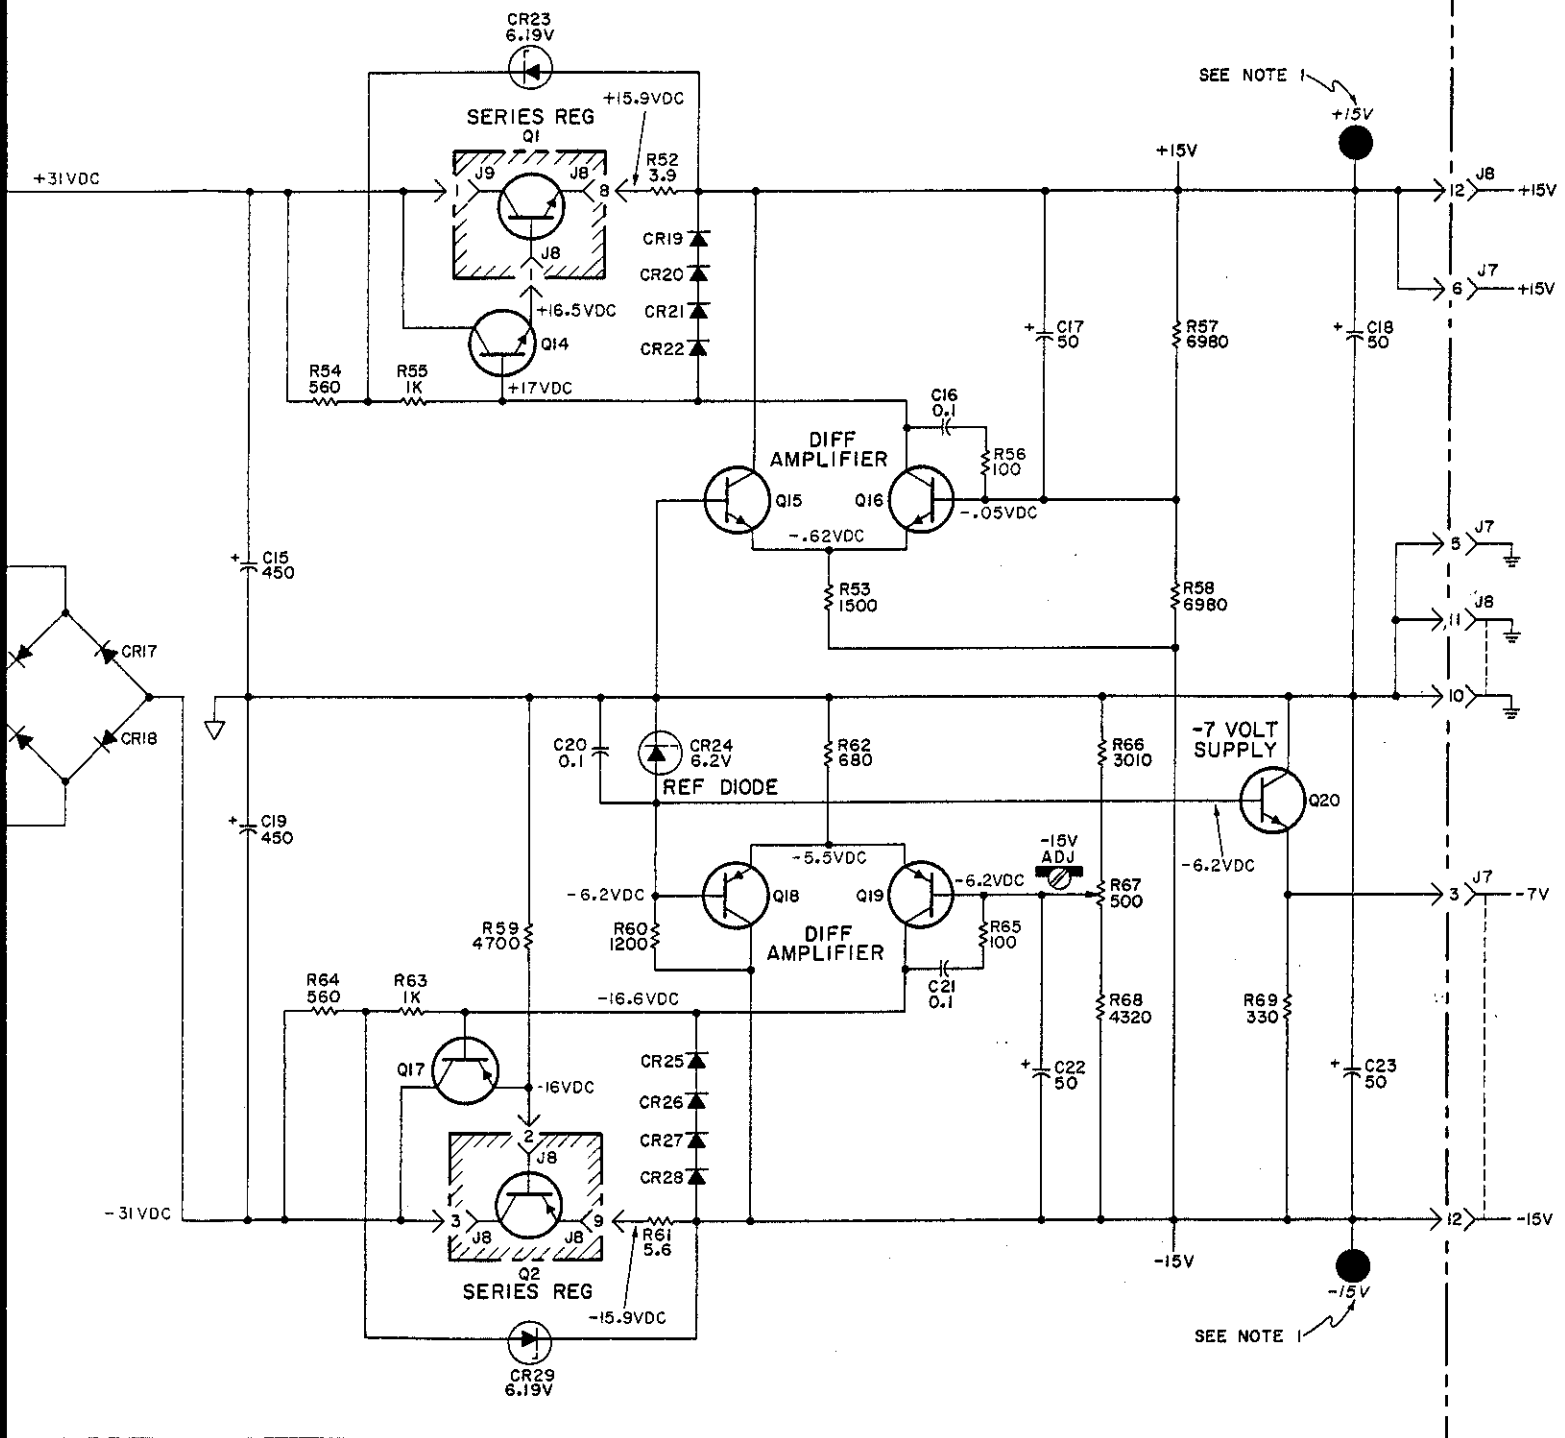 CR23
6.19V
SEE NOTE 1
+15.9VDC
+15V
SERIES REG
Q1
+15V
R52
3.9
+31VDC
1
J9
J8
8
12
J8
+15V
CR19
J8
CR20
1
J7
6
+15V
+16.5VDC
CR21
C17
50
+
R57
6980
C18
50
+
Q14
CR22
R54
560
R55
1K
+17VDC
C16
0.1
DIFF
AMPLIFIER
R56
100
Q15
Q16
-.05VDC
-.62VDC
J7
5
C15
450
+
R53
1500
R58
6980
J8
11
CR17
10
CR18
C20
0.1
CR24
6.2V
REF DIODE
R62
680
R66
3010
-7 VOLT
SUPPLY
Q20
C19
450
+
-15V
ADJ
-5.5VDC
-6.2VDC
-6.2VDC
Q18
Q19
-6.2VDC
R67
500
J7
3
-7V
R59
4700
R60
1200
DIFF
AMPLIFIER
R65
100
C21
0.1
R64
560
R63
1K
-16.6VDC
R68
4320
R69
330
Q17
CR25
C22
50
+
C23
50
+
-16VDC
CR26
2
CR27
J8
CR28
-31VDC
3
J8
9
J8
R61
5.6
12
-15V
Q2
SERIES REG
-15V
-15V
-15.9VDC
SEE NOTE 1
CR29
6.19V